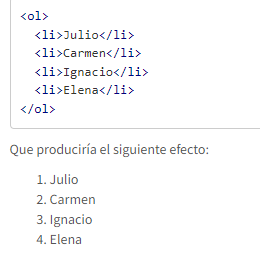 <ol>
  <li>Julio</li>
  <li>Carmen</li>
  <li>Ignacio</li>
  <li>Elena</li>
</ol>
Que produciría el siguiente efecto:
1. Julio
2. Carmen
3. Ignacio
4. Elena